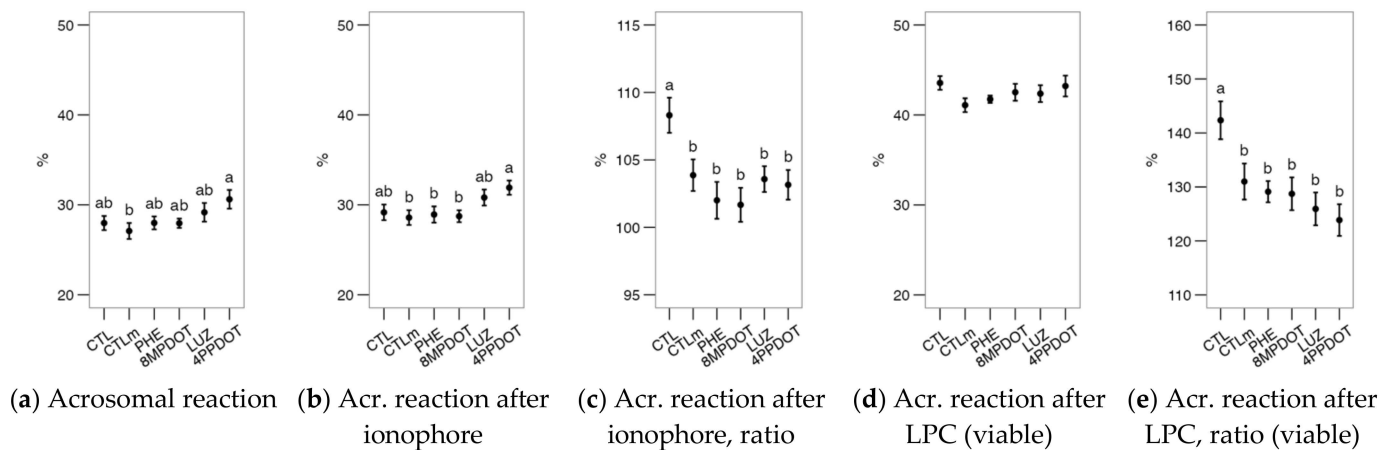 50
40
%
30
20
ab b ab ab ab a
CTL CTLm PHE 8MPDOT LUZ 4PPDOT
(a) Acrosomal reaction
50
40
%
30
20
ab b b b ab a
CTL CTLm PHE 8MPDOT LUZ 4PPDOT
(b) Acr. reaction after
ionophore
115
110
%
105
100
95
a b b b b b
CTL CTLm PHE 8MPDOT LUZ 4PPDOT
(c) Acr. reaction after
ionophore, ratio
50
40
%
30
20
CTL CTLm PHE 8MPDOT LUZ 4PPDOT
(d) Acr. reaction after
LPC (viable)
160
150
140
%
130
120
110
a b b b b b
CTL CTLm PHE 8MPDOT LUZ 4PPDOT
(e) Acr. reaction after
LPC, ratio (viable)